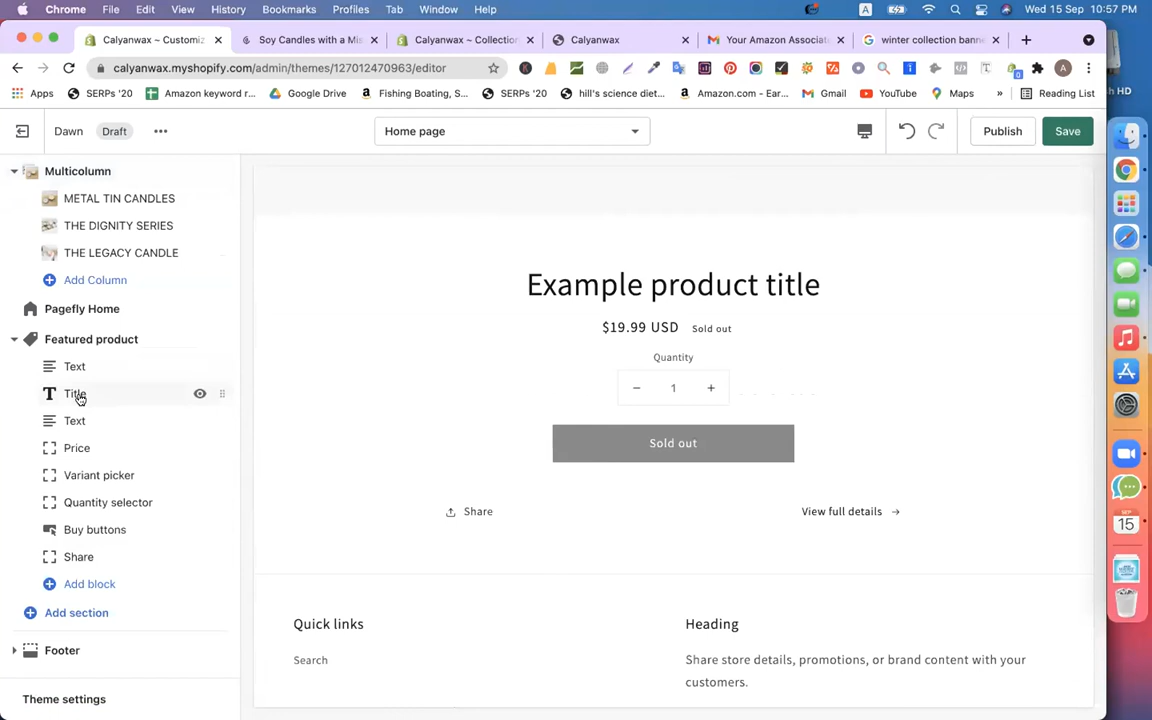 Chrome File Edit View History Bookmarks Profiles Tab Window Help A Wed 15 Sep 10:57 PM
Calyanwax ~ Customiz Soy Candles with a Mis Calyanwax ~ Collection Calyanwax Your Amazon Associat winter collection bann
calyanwax.myshopify.com/admin/themes/127012470963/editor
Apps SERPs '20 Amazon keyword r... Google Drive Fishing Boating, S... SERPs '20 hill's science diet... Amazon.com - Ear... Gmail YouTube Maps » Reading List
Dawn Draft Home page Publish Save
Multicolumn
METAL TIN CANDLES
THE DIGNITY SERIES
THE LEGACY CANDLE
Add Column
Pagefly Home
Featured product
Text
Title
Text
Price
Variant picker
Quantity selector
Buy buttons
Share
Add block
Add section
Footer
Theme settings
Example product title
$19.99 USD Sold out
Quantity
− 1 +
Sold out
Share View full details →
Quick links
Search
Heading
Share store details, promotions, or brand content with your
customers.
SEP
15